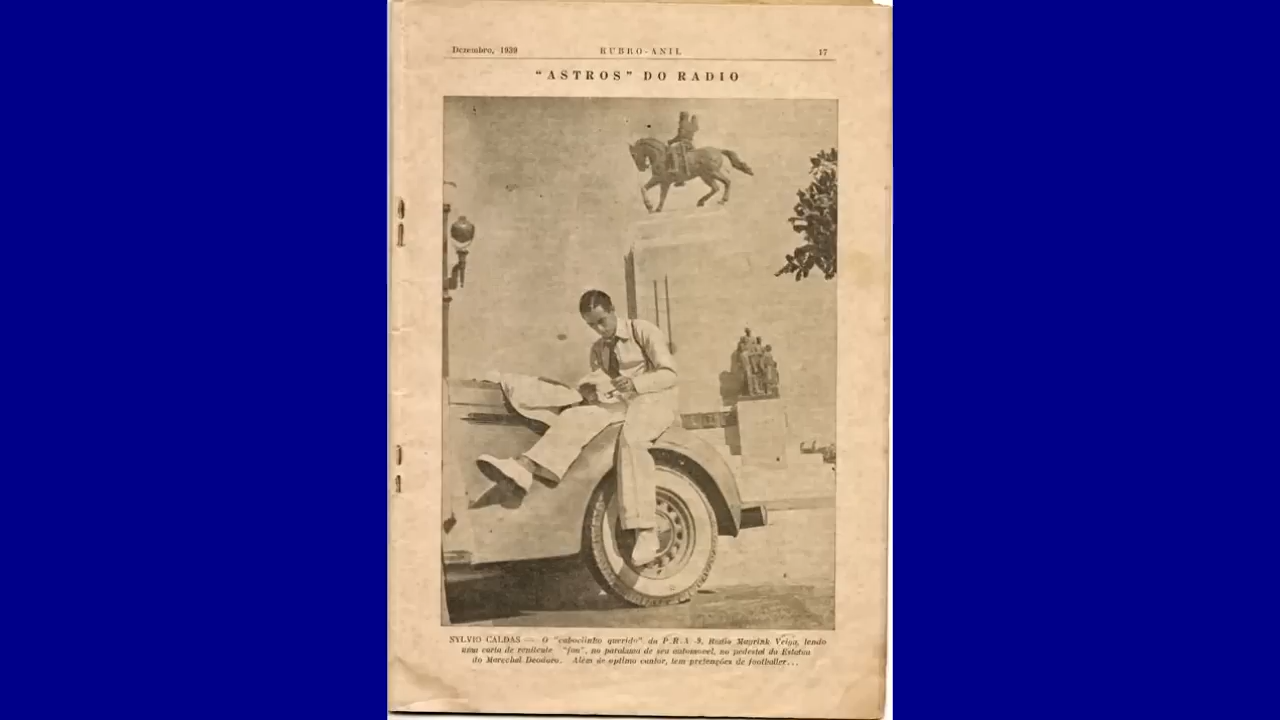 Dezembro, 1939
RUBRO-ANIL
17
"ASTROS" DO RADIO
SYLVIO CALDAS — O "caboclinho querido" da P.R.A-9, Radio Mayrink Veiga, lendo
uma carta de renitente "fan", no paralama de seu automovel, no pedestal da Estatua
do Marechal Deodoro. Além de optimo cantor, tem pretenções de footballer...